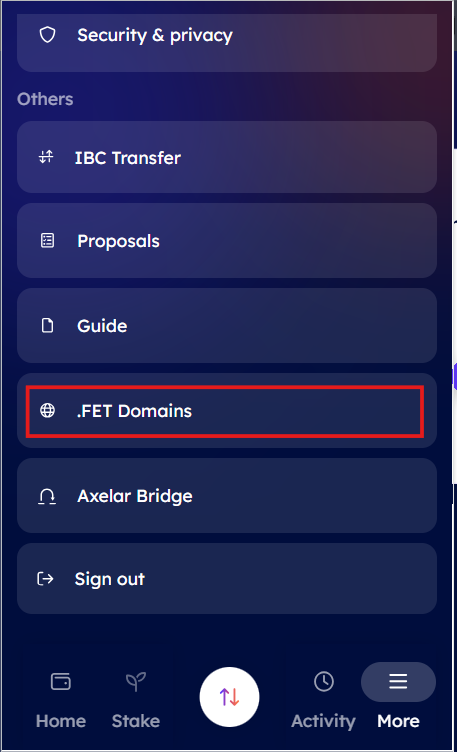 Security & privacy
Others
IBC Transfer
Proposals
Guide
.FET Domains
Axelar Bridge
Sign out
Home
Stake
Activity
More